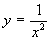 y = 1/x²